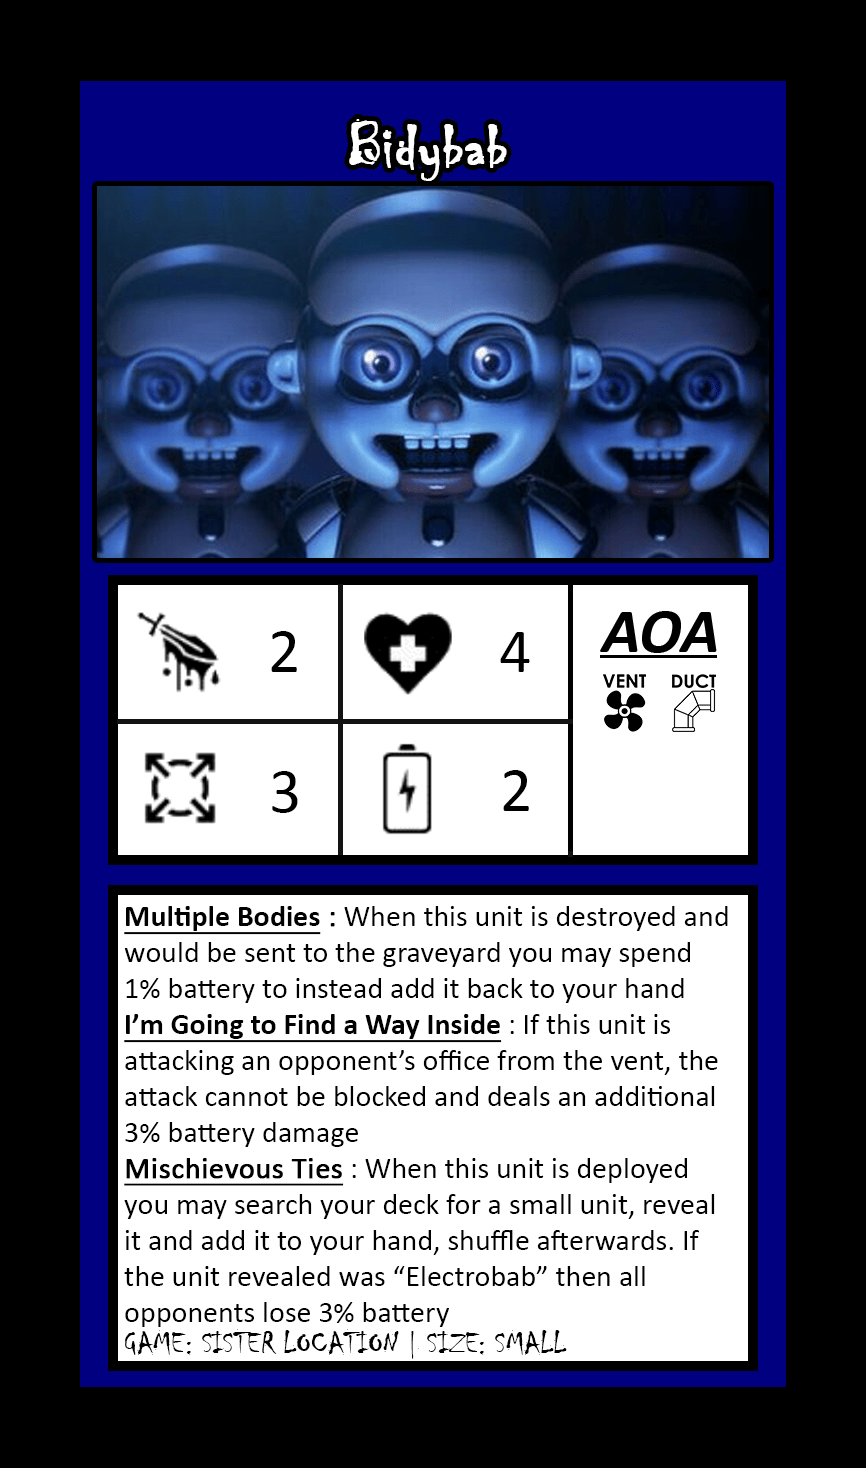 Bidybab
2
4
AOA
VENT DUCT
3
2
Multiple Bodies : When this unit is destroyed and
would be sent to the graveyard you may spend
1% battery to instead add it back to your hand
I’m Going to Find a Way Inside : If this unit is
attacking an opponent’s office from the vent, the
attack cannot be blocked and deals an additional
3% battery damage
Mischievous Ties : When this unit is deployed
you may search your deck for a small unit, reveal
it and add it to your hand, shuffle afterwards. If
the unit revealed was “Electrobab” then all
opponents lose 3% battery
GAME: SISTER LOCATION | SIZE: SMALL